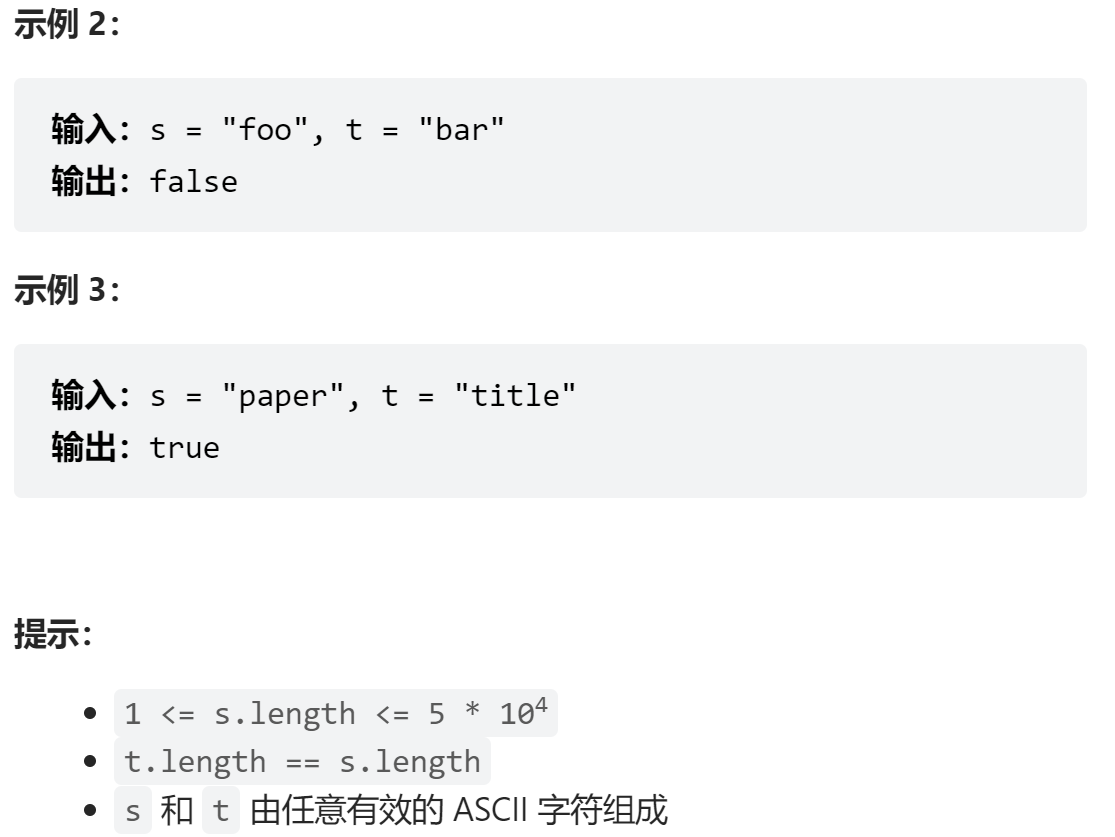 示例 2：
输入：s = "foo", t = "bar"
输出：false
示例 3：
输入：s = "paper", t = "title"
输出：true
提示：
• 1 <= s.length <= 5 * 10⁴
• t.length == s.length
• s 和 t 由任意有效的 ASCII 字符组成